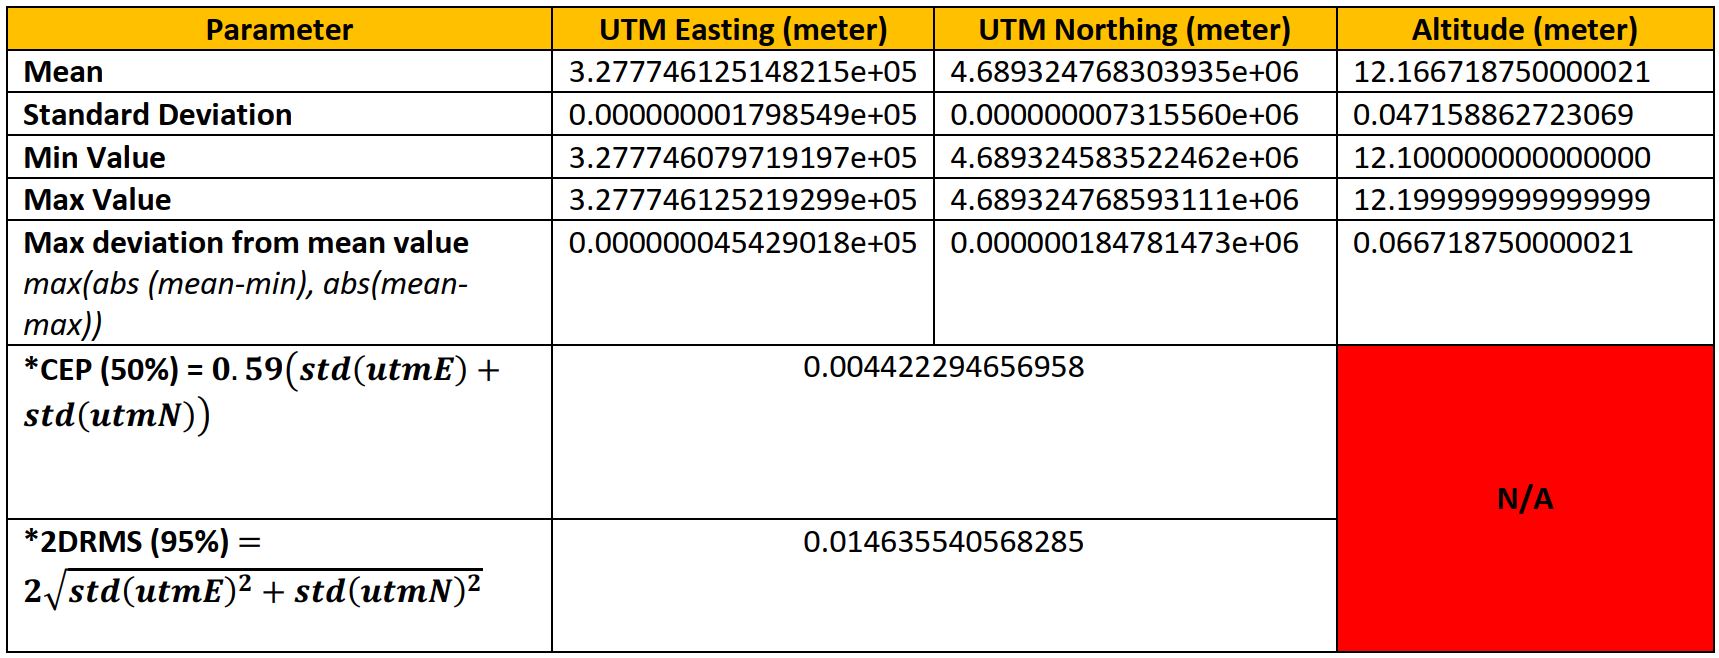 Parameter UTM Easting (meter) UTM Northing (meter) Altitude (meter)
Mean 3.277746125148215e+05 4.689324768303935e+06 12.166718750000021
Standard Deviation 0.000000001798549e+05 0.000000007315560e+06 0.047158862723069
Min Value 3.277746079719197e+05 4.689324583522462e+06 12.100000000000000
Max Value 3.277746125219299e+05 4.689324768593111e+06 12.199999999999999
Max deviation from mean value 0.000000045429018e+05 0.000000184781473e+06 0.066718750000021
max(abs (mean-min), abs(mean-
max))
*CEP (50%) = 0.59(std(utmE) + 0.004422294656958
std(utmN))
N/A
*2DRMS (95%) = 0.014635540568285
2√std(utmE)² + std(utmN)²